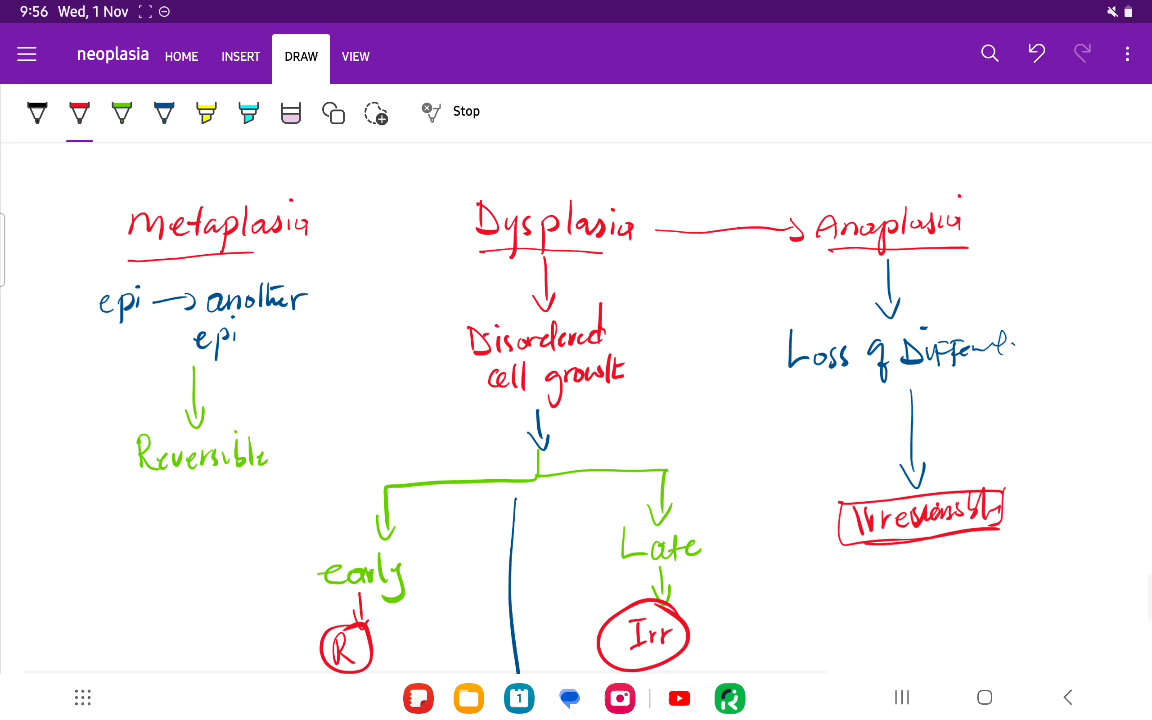 9:56 Wed, 1 Nov
neoplasia HOME INSERT DRAW VIEW
Stop
Metaplasia Dysplasia Anaplasia
epi → another
epi
Reversible
Disordered
cell growth
early Late
R Irr
Loss of
1